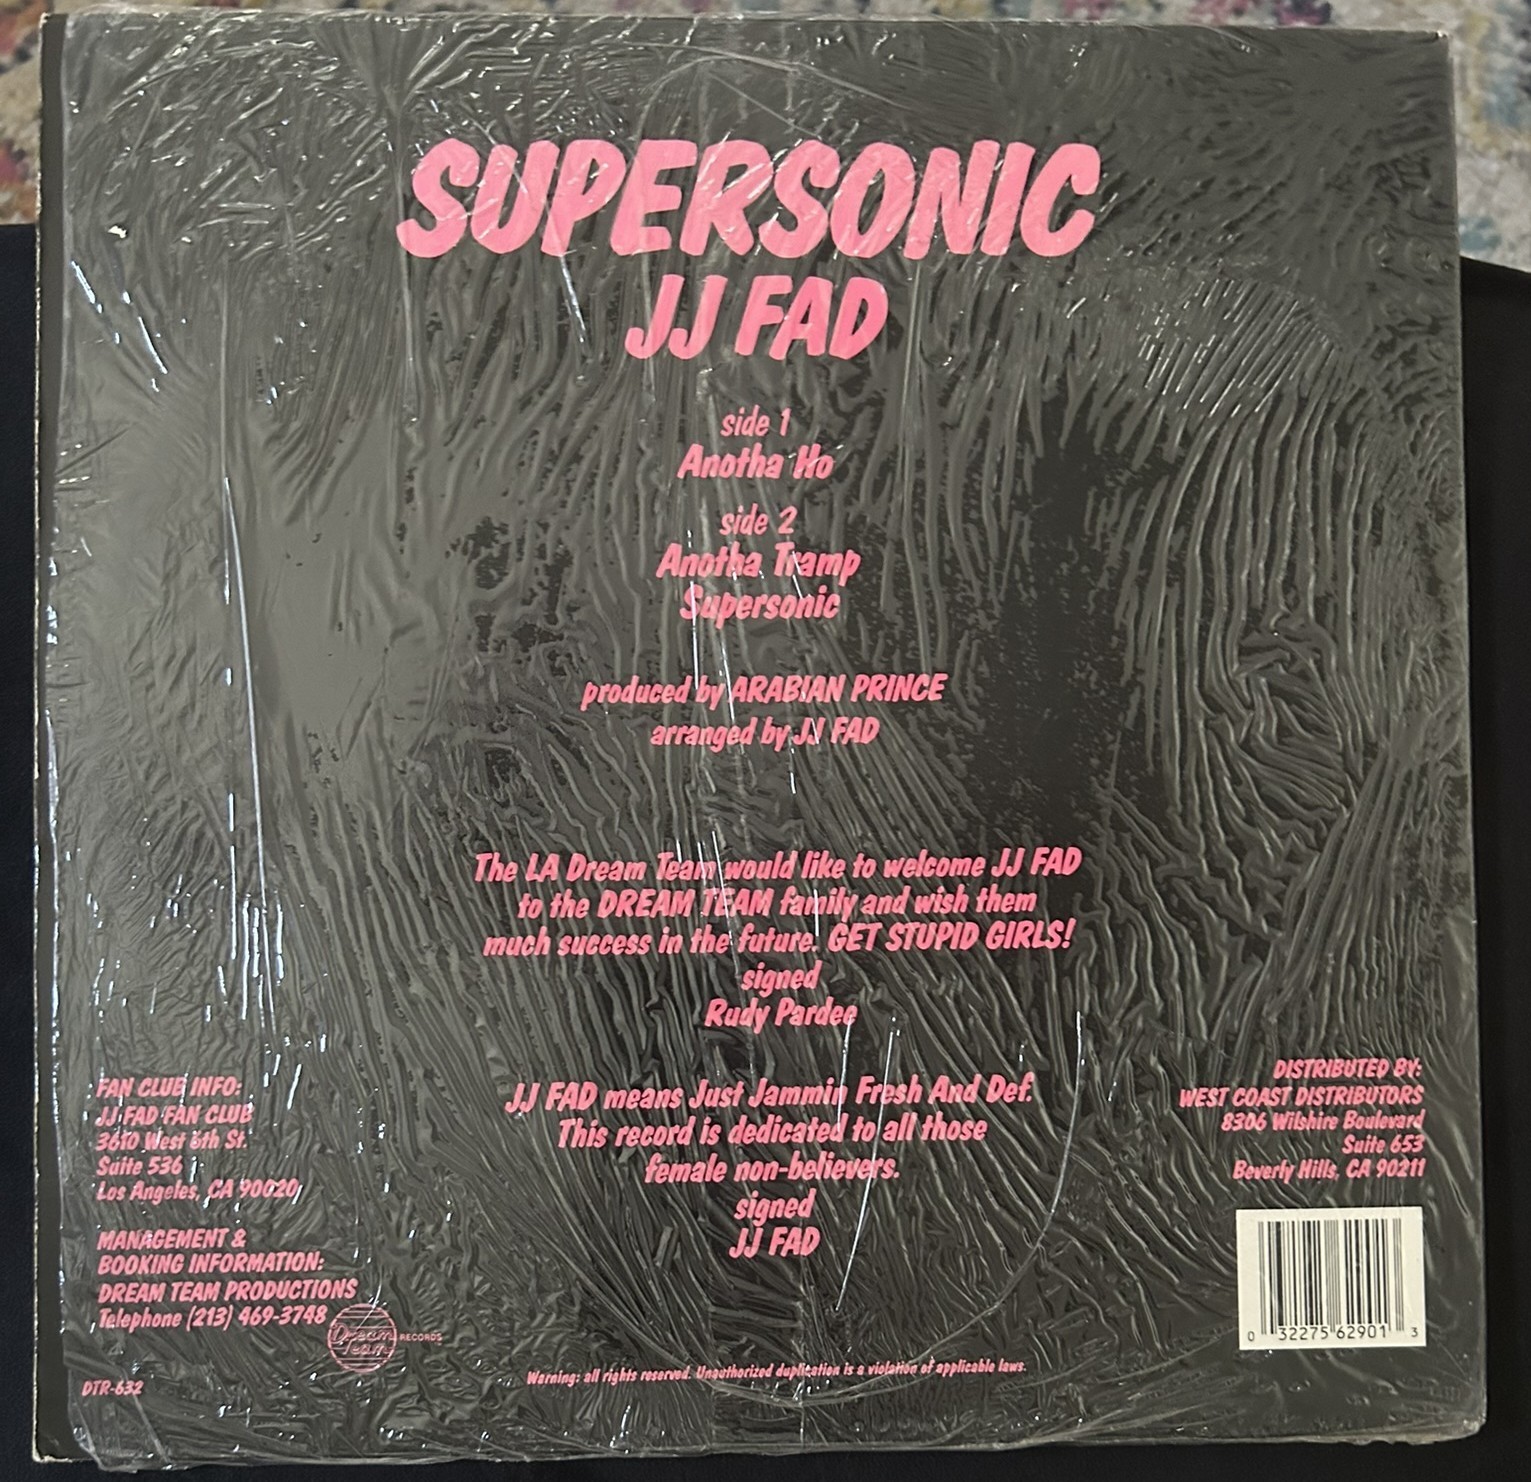 SUPERSONIC
JJ FAD
side 1
Anotha Ho
side 2
Anotha Tramp
Supersonic
produced by ARABIAN PRINCE
arranged by JJ FAD
The LA Dream Team would like to welcome JJ FAD
to the DREAM TEAM family and wish them
much success in the future. GET STUPID GIRLS!
signed
Rudy Pardee
JJ FAD means Just Jammin Fresh And Def.
This record is dedicated to all those
female non-believers.
signed
JJ FAD
FAN CLUB INFO:
JJ FAD FAN CLUB
3610 West 6th St.
Suite 536
Los Angeles, CA 90020
MANAGEMENT &
BOOKING INFORMATION:
DREAM TEAM PRODUCTIONS
Telephone (213) 469-3748
Dream Team RECORDS
DTR-632
DISTRIBUTED BY:
WEST COAST DISTRIBUTORS
8306 Wilshire Boulevard
Suite 653
Beverly Hills, CA 90211
0 32275 62901 3
Warning: all rights reserved. Unauthorized duplication is a violation of applicable laws.